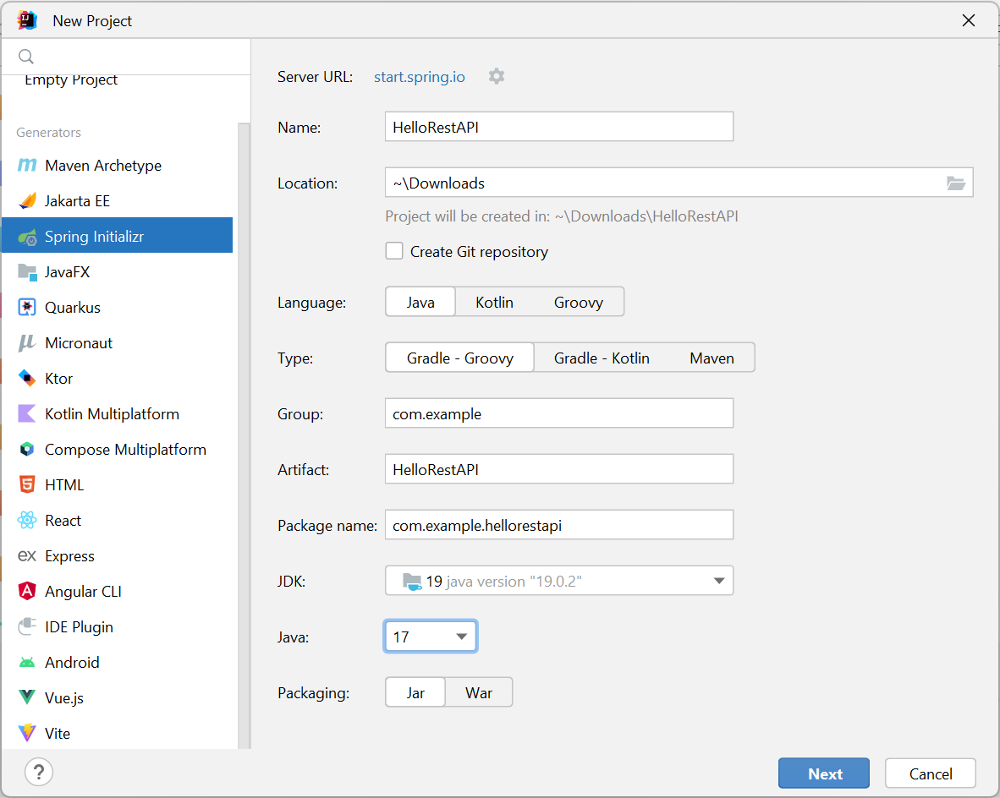 New Project
Empty Project
Generators
Maven Archetype
Jakarta EE
Spring Initializr
JavaFX
Quarkus
Micronaut
Ktor
Kotlin Multiplatform
Compose Multiplatform
HTML
React
ex Express
Angular CLI
IDE Plugin
Android
Vue.js
Vite
?
Server URL: start.spring.io
Name: HelloRestAPI
Location: ~\Downloads
Project will be created in: ~\Downloads\HelloRestAPI
Create Git repository
Language: Java Kotlin Groovy
Type: Gradle - Groovy Gradle - Kotlin Maven
Group: com.example
Artifact: HelloRestAPI
Package name: com.example.hellorestapi
JDK: 19 java version "19.0.2"
Java: 17
Packaging: Jar War
Next Cancel